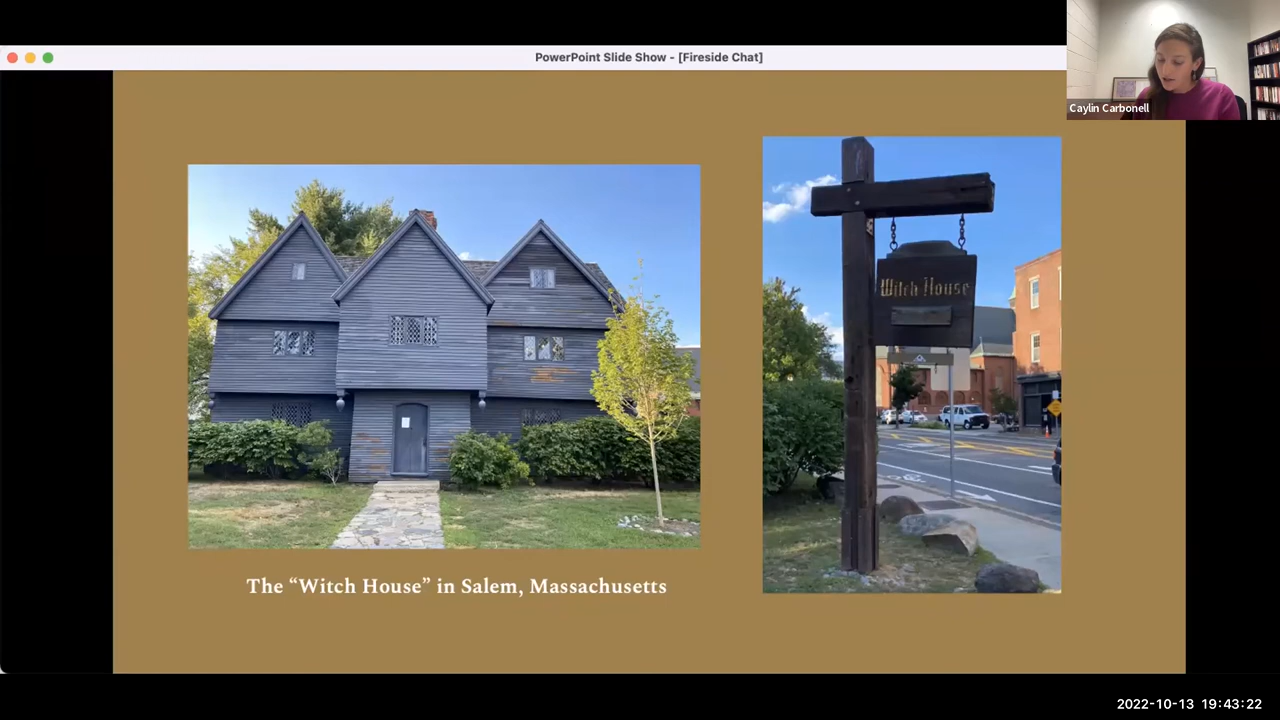 PowerPoint Slide Show - [Fireside Chat]
Caylin Carbonell
Witch House
The “Witch House” in Salem, Massachusetts
2022-10-13 19:43:22